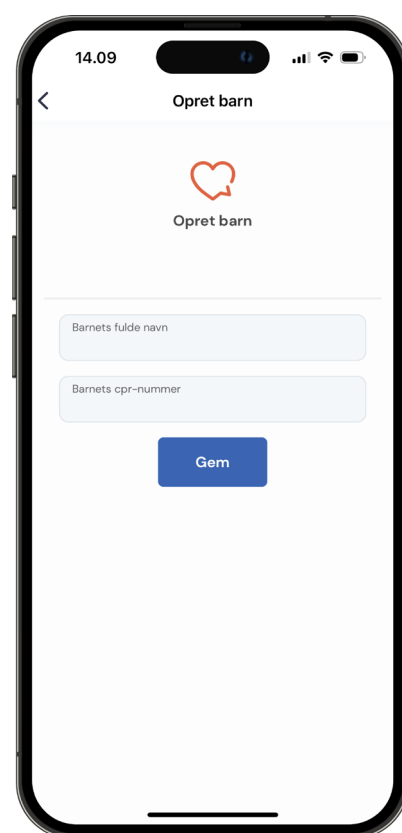 14.09
Opret barn
Opret barn
Barnets fulde navn
Barnets cpr-nummer
Gem